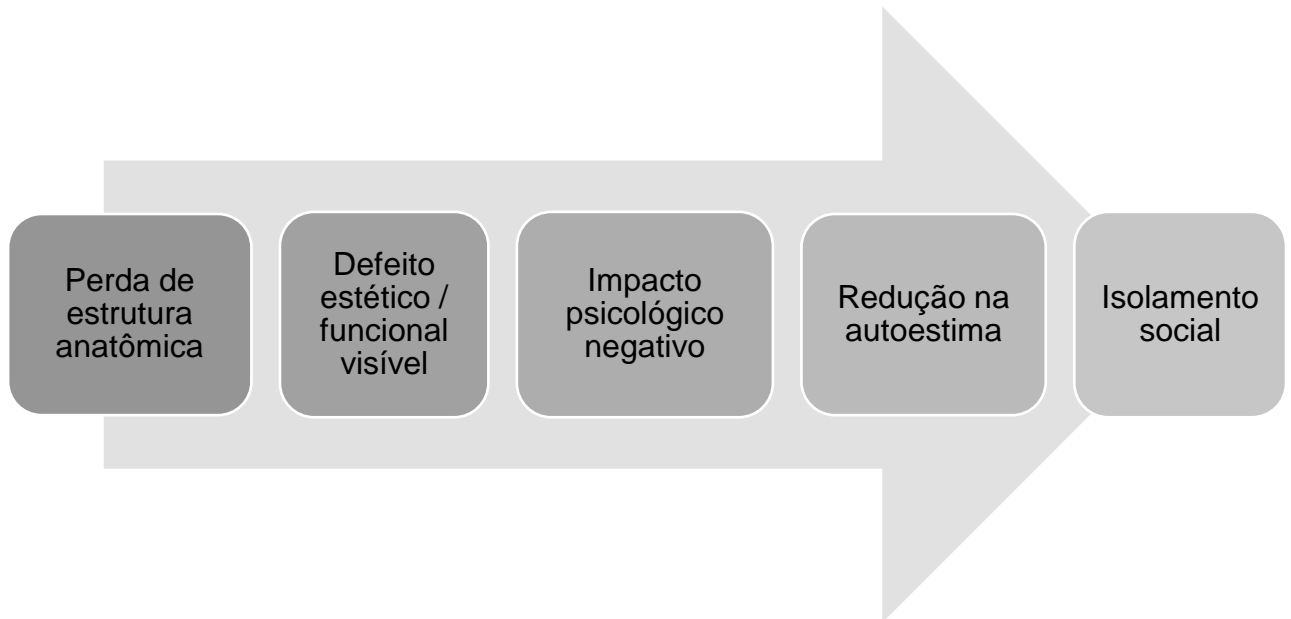 Perda de
estrutura
anatômica
Defeito
estético /
funcional
visível
Impacto
psicológico
negativo
Redução na
autoestima
Isolamento
social